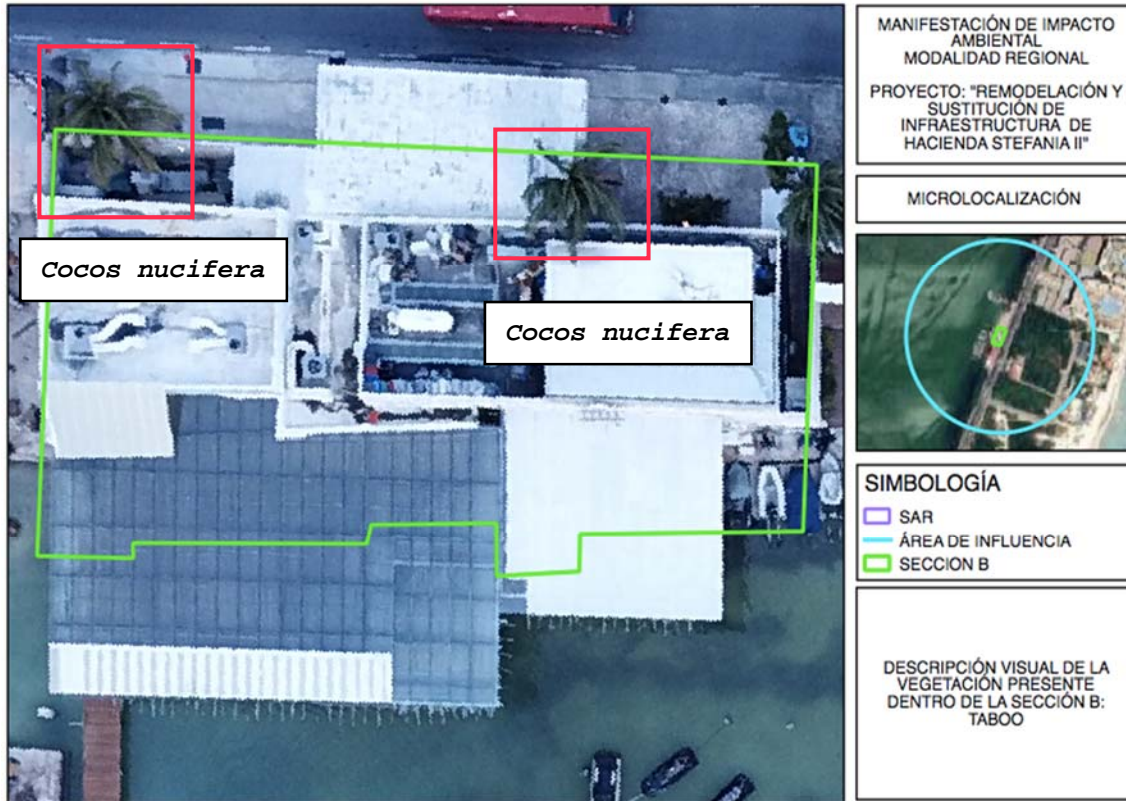 Cocos nucifera
Cocos nucifera
MANIFESTACIÓN DE IMPACTO
AMBIENTAL
MODALIDAD REGIONAL
PROYECTO: "REMODELACIÓN Y
SUSTITUCIÓN DE
INFRAESTRUCTURA DE
HACIENDA STEFANIA II"
MICROLOCALIZACIÓN
SIMBOLOGÍA
SAR
ÁREA DE INFLUENCIA
SECCION B
DESCRIPCIÓN VISUAL DE LA
VEGETACIÓN PRESENTE
DENTRO DE LA SECCIÓN B:
TABOO